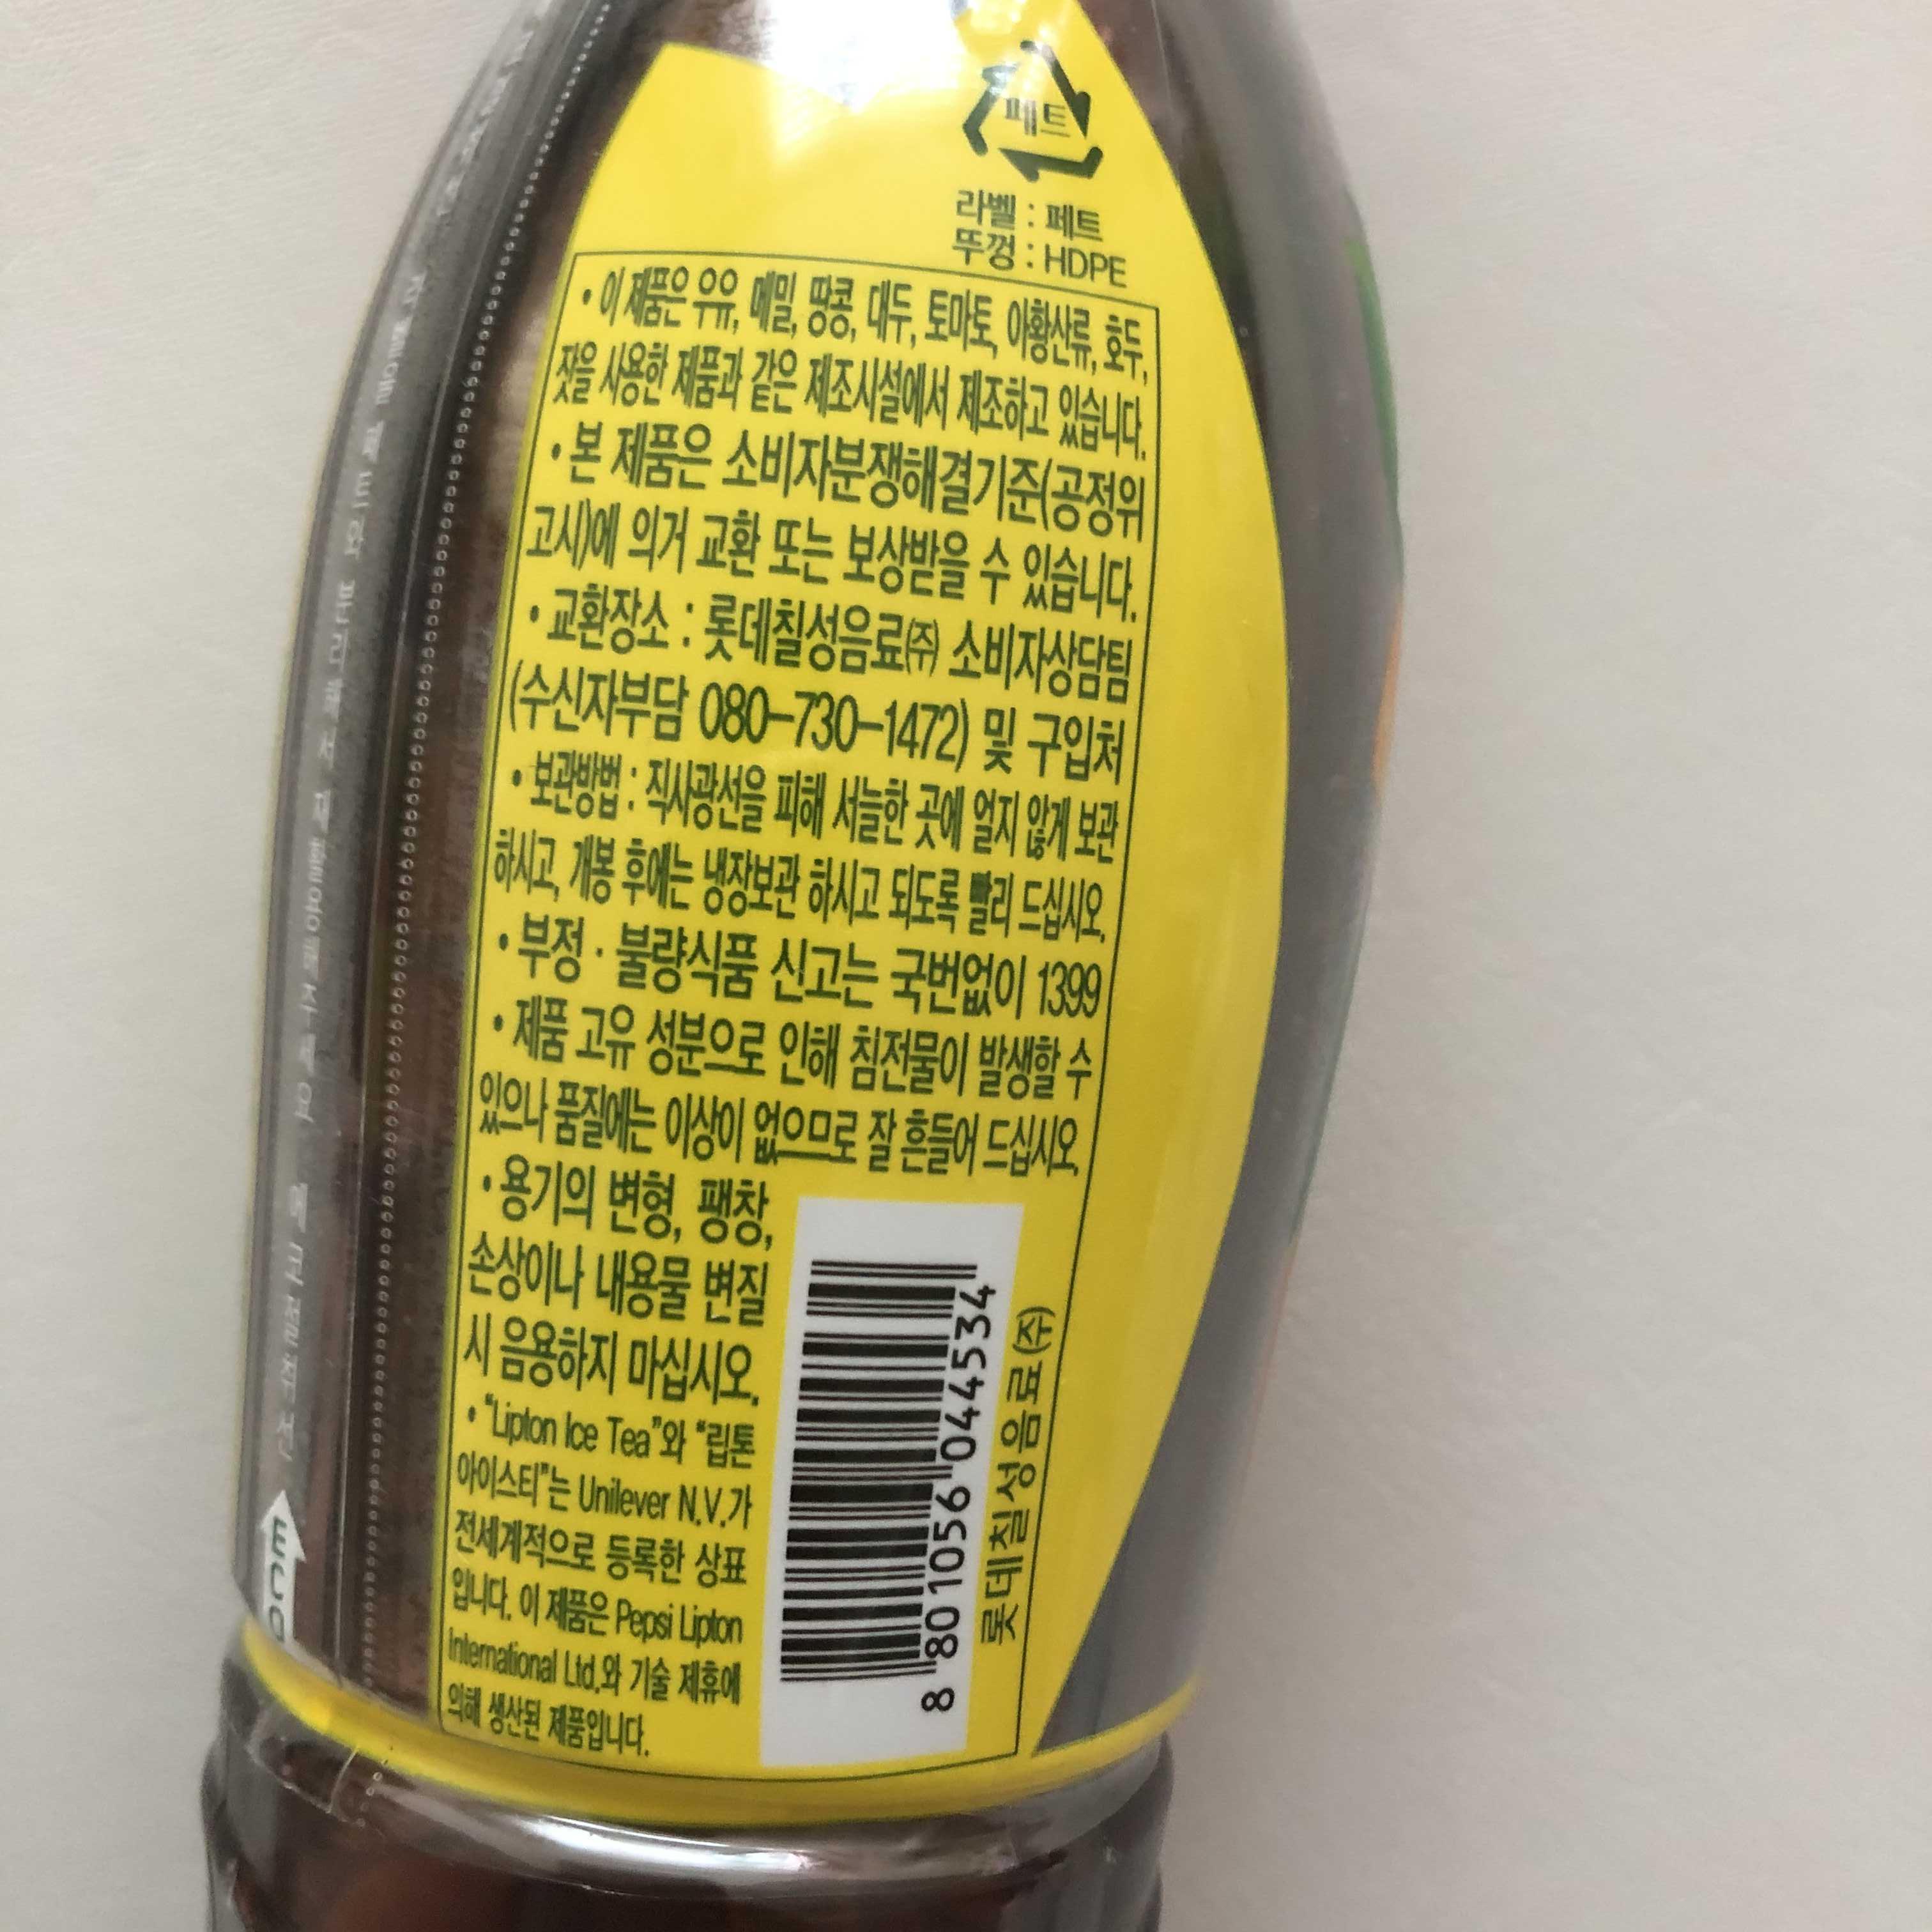 페트
라벨 : 페트
뚜껑 : HDPE
• 이 제품은 우유, 메밀, 땅콩, 대두, 토마토, 아황산류, 호두,
잣을 사용한 제품과 같은 제조시설에서 제조하고 있습니다.
• 본 제품은 소비자분쟁해결기준(공정위
고시)에 의거 교환 또는 보상받을 수 있습니다.
• 교환장소 : 롯데칠성음료㈜ 소비자상담팀
(수신자부담 080-730-1472) 및 구입처
• 보관방법 : 직사광선을 피해 서늘한 곳에 얼지 않게 보관
하시고, 개봉 후에는 냉장보관 하시고 되도록 빨리 드십시오.
• 부정 · 불량식품 신고는 국번없이 1399
• 제품 고유 성분으로 인해 침전물이 발생할 수
있으나 품질에는 이상이 없으므로 잘 흔들어 드십시오.
• 용기의 변형, 팽창,
손상이나 내용물 변질
시 음용하지 마십시오.
• "Lipton Ice Tea"와 "립톤
아이스티"는 Unilever N.V.가
전세계적으로 등록한 상표
입니다. 이 제품은 Pepsi Lipton
International Ltd.와 기술 제휴에
의해 생산된 제품입니다.
8 801056 044534
롯데칠성음료(주)